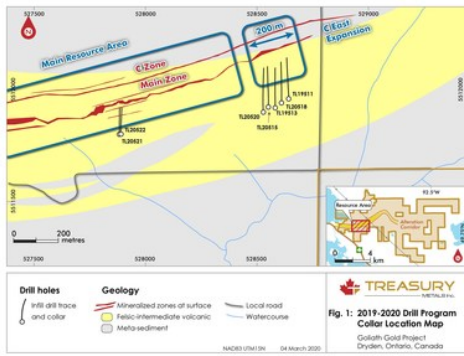 527500
528000
528500
529000
200 m
C East
Expansion
Main Resource Area
C Zone
Main Zone
TL19511
TL20518
TL19513
TL20520
TL20515
TL20522
TL20521
5512000
5512000
5511500
0 200
metres
527500
528000
528500
92.5°W
Resource Area
Alteration
Corridor
0 4
km
Drill holes
Infill drill trace
and collar
Geology
Mineralized zones at surface
Felsic-intermediate volcanic
Meta-sediment
Local road
Watercourse
NAD83 UTM15N 04 March 2020
TREASURY
METALS Inc.
Fig. 1: 2019-2020 Drill Program
Collar Location Map
Goliath Gold Project
Dryden, Ontario, Canada